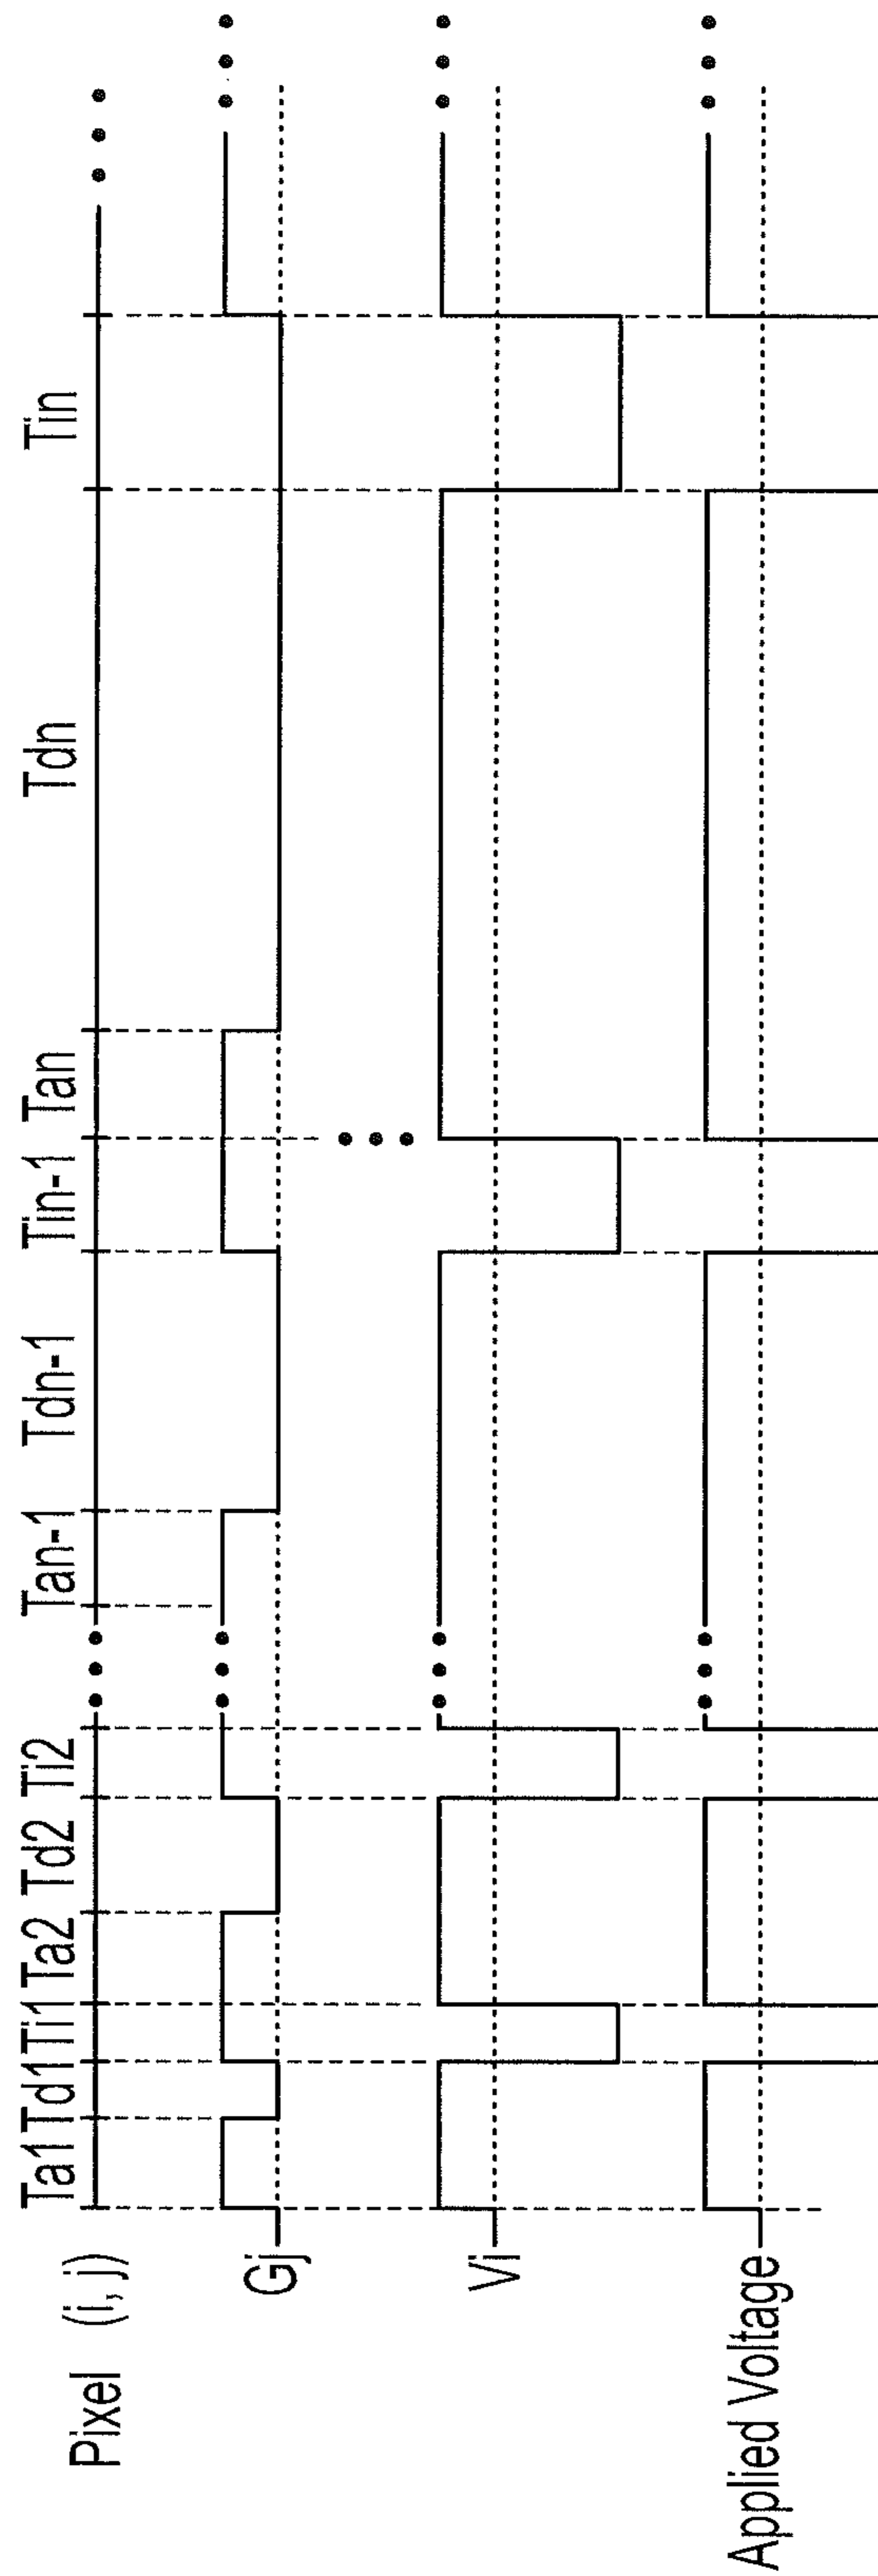 Ta1 Td1 Ti1 Ta2 Td2 Ti2 Tan-1 Tdn-1 Tin-1 Tan Tdn Tin
Pixel (i, j)
Gj
Vi
Applied Voltage